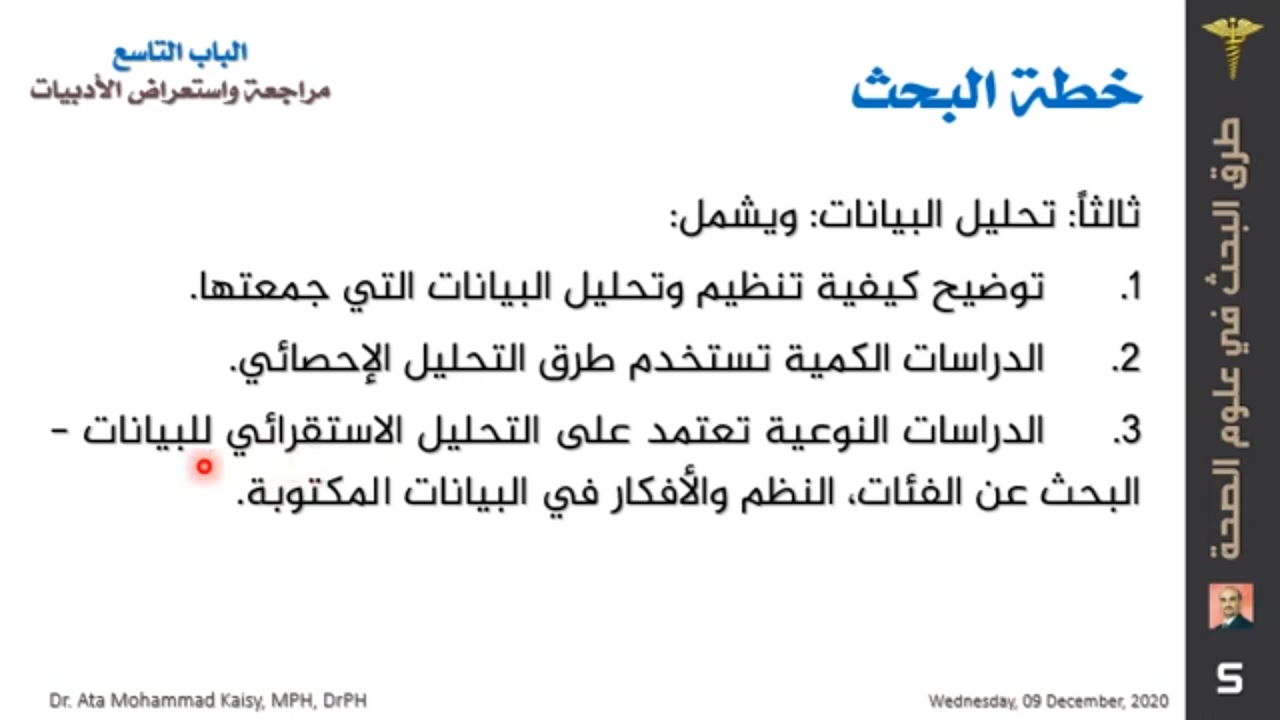 الباب التاسع
مراجعة واستعراض الأدبيات
خطة البحث
ثالثاً: تحليل البيانات: ويشمل:
1. توضيح كيفية تنظيم وتحليل البيانات التي جمعتها.
2. الدراسات الكمية تستخدم طرق التحليل الإحصائي.
3. الدراسات النوعية تعتمد على التحليل الاستقرائي للبيانات –
البحث عن الفئات، النظم والأفكار في البيانات المكتوبة.
طرق البحث في علوم الصحة
5
Dr. Ata Mohammad Kaisy, MPH, DrPH
Wednesday, 09 December, 2020